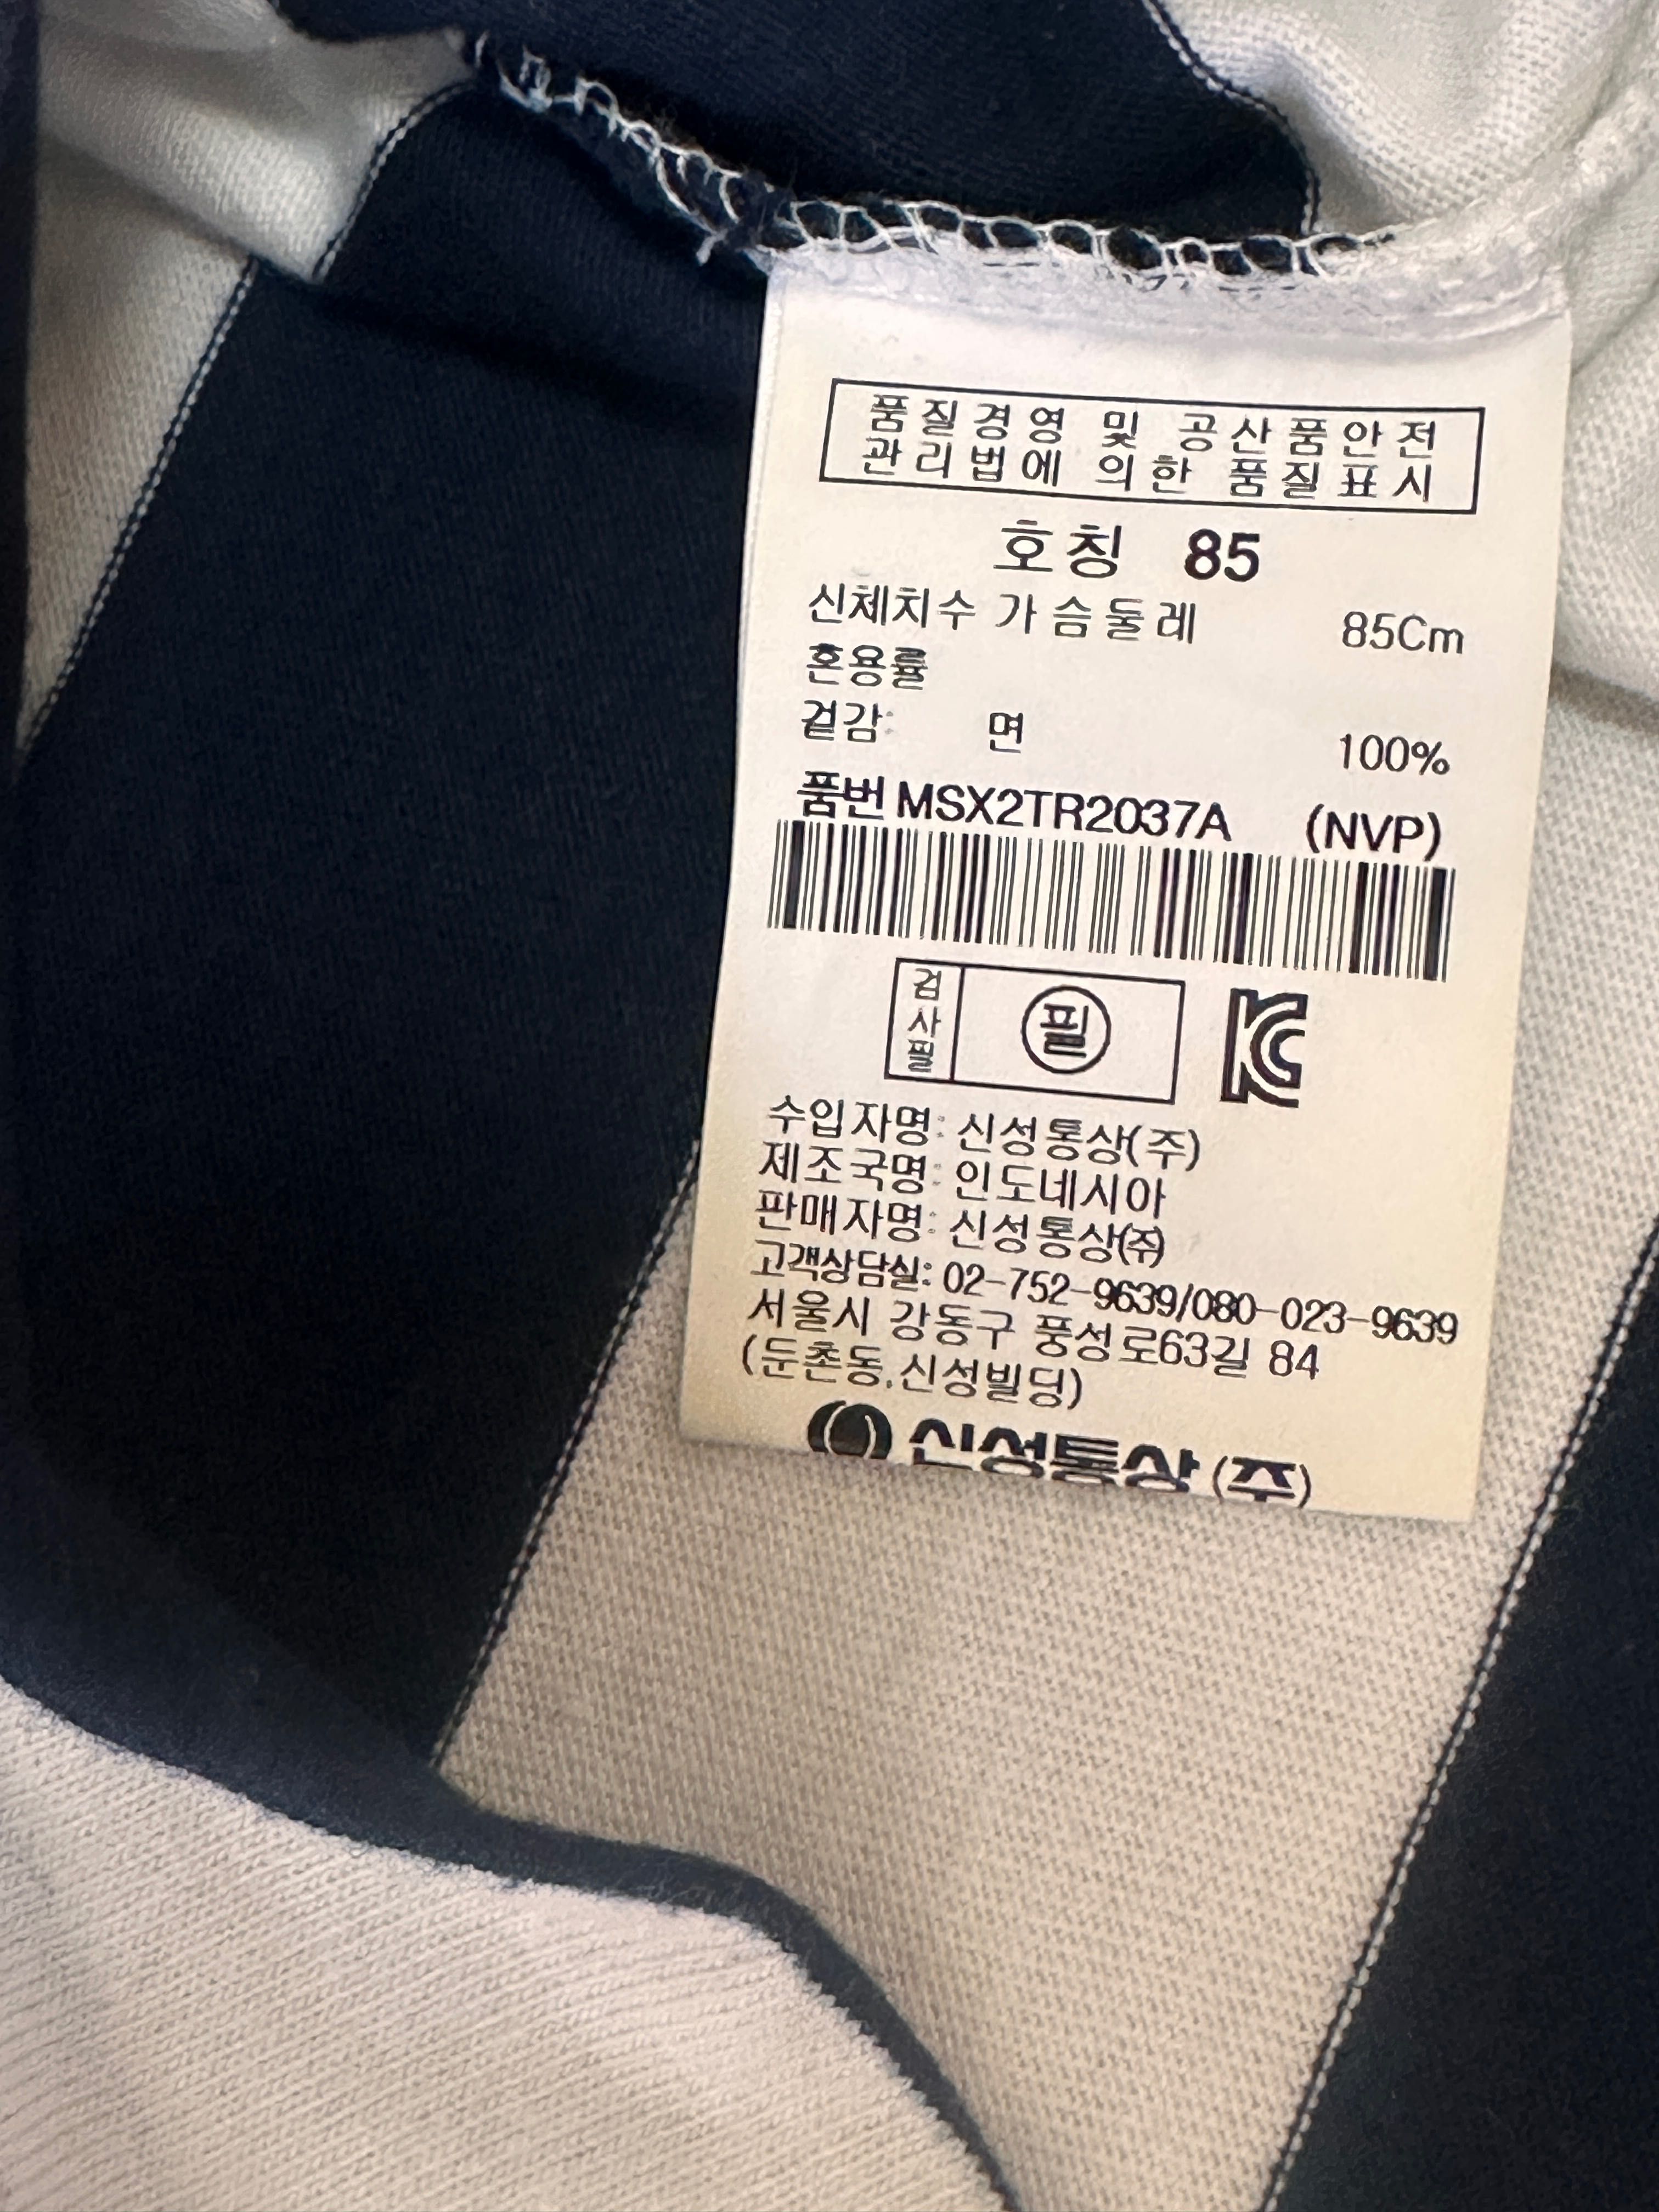 품질경영 및 공산품안전
관리법에 의한 품질표시
호칭 85
신체치수 가슴둘레 85Cm
혼용률
겉감: 면 100%
품번 MSX2TR2037A (NVP)
검사필 필 KC
수입자명: 신성통상(주)
제조국명: 인도네시아
판매자명: 신성통상(주)
고객상담실: 02-752-9639/080-023-9639
서울시 강동구 풍성로63길 84
(둔촌동,신성빌딩)
신성통상(주)